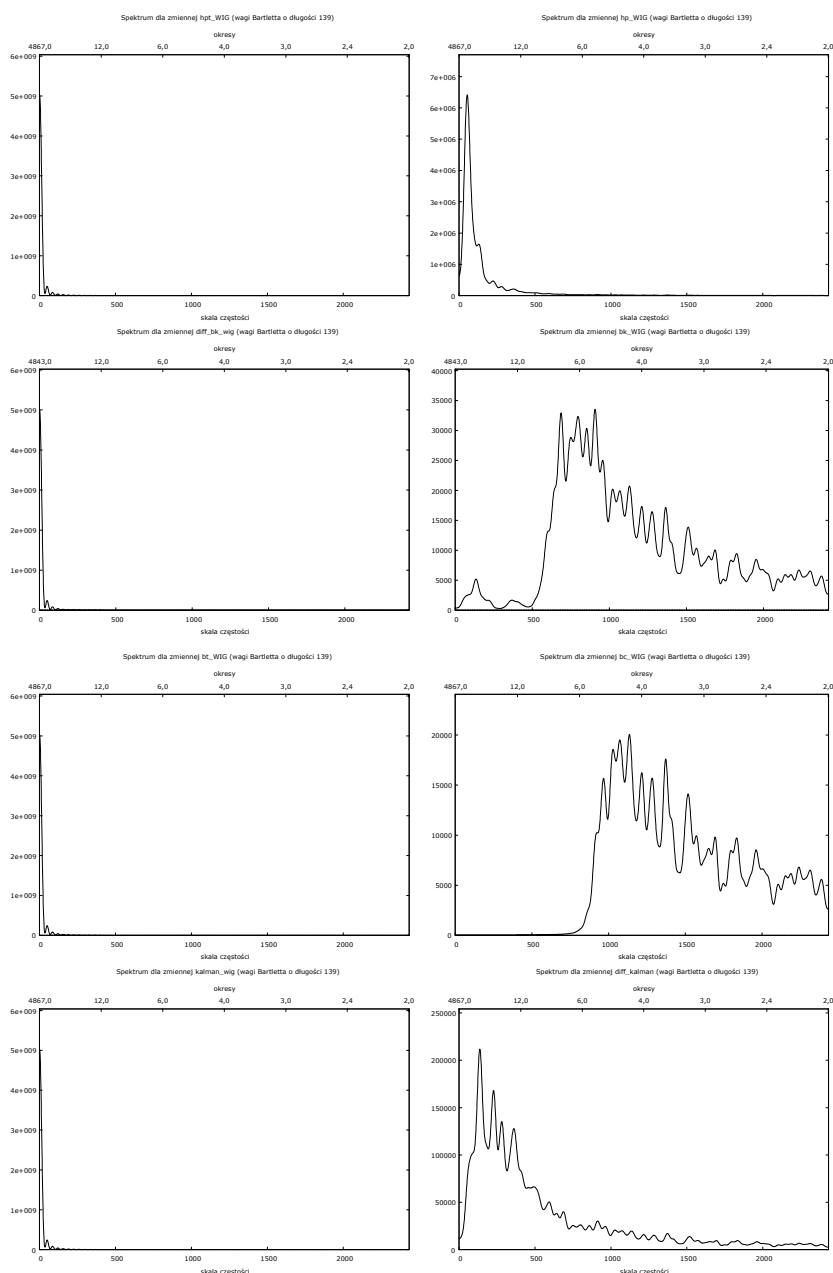 Spektrum dla zmiennej hpt_WIG (wagi Bartletta o długości 139)
okresy
4867,0 12,0 6,0 4,0 3,0 2,4 2,0
6e+009
5e+009
4e+009
3e+009
2e+009
1e+009
0
0 500 1000 1500 2000
skala częstości
Spektrum dla zmiennej hp_WIG (wagi Bartletta o długości 139)
okresy
4867,0 12,0 6,0 4,0 3,0 2,4 2,0
7e+006
6e+006
5e+006
4e+006
3e+006
2e+006
1e+006
0
0 500 1000 1500 2000
skala częstości
Spektrum dla zmiennej diff_bk_wig (wagi Bartletta o długości 139)
okresy
4843,0 12,0 6,0 4,0 3,0 2,4 2,0
6e+009
5e+009
4e+009
3e+009
2e+009
1e+009
0
0 500 1000 1500 2000
skala częstości
Spektrum dla zmiennej bk_WIG (wagi Bartletta o długości 139)
okresy
4843,0 12,0 6,0 4,0 3,0 2,4 2,0
40000
35000
30000
25000
20000
15000
10000
5000
0
0 500 1000 1500 2000
skala częstości
Spektrum dla zmiennej bt_WIG (wagi Bartletta o długości 139)
okresy
4867,0 12,0 6,0 4,0 3,0 2,4 2,0
6e+009
5e+009
4e+009
3e+009
2e+009
1e+009
0
0 500 1000 1500 2000
skala częstości
Spektrum dla zmiennej bc_WIG (wagi Bartletta o długości 139)
okresy
4867,0 12,0 6,0 4,0 3,0 2,4 2,0
20000
15000
10000
5000
0
0 500 1000 1500 2000
skala częstości
Spektrum dla zmiennej kalman_wig (wagi Bartletta o długości 139)
okresy
4867,0 12,0 6,0 4,0 3,0 2,4 2,0
6e+009
5e+009
4e+009
3e+009
2e+009
1e+009
0
0 500 1000 1500 2000
skala częstości
Spektrum dla zmiennej diff_kalman (wagi Bartletta o długości 139)
okresy
4867,0 12,0 6,0 4,0 3,0 2,4 2,0
250000
200000
150000
100000
50000
0
0 500 1000 1500 2000
skala częstości